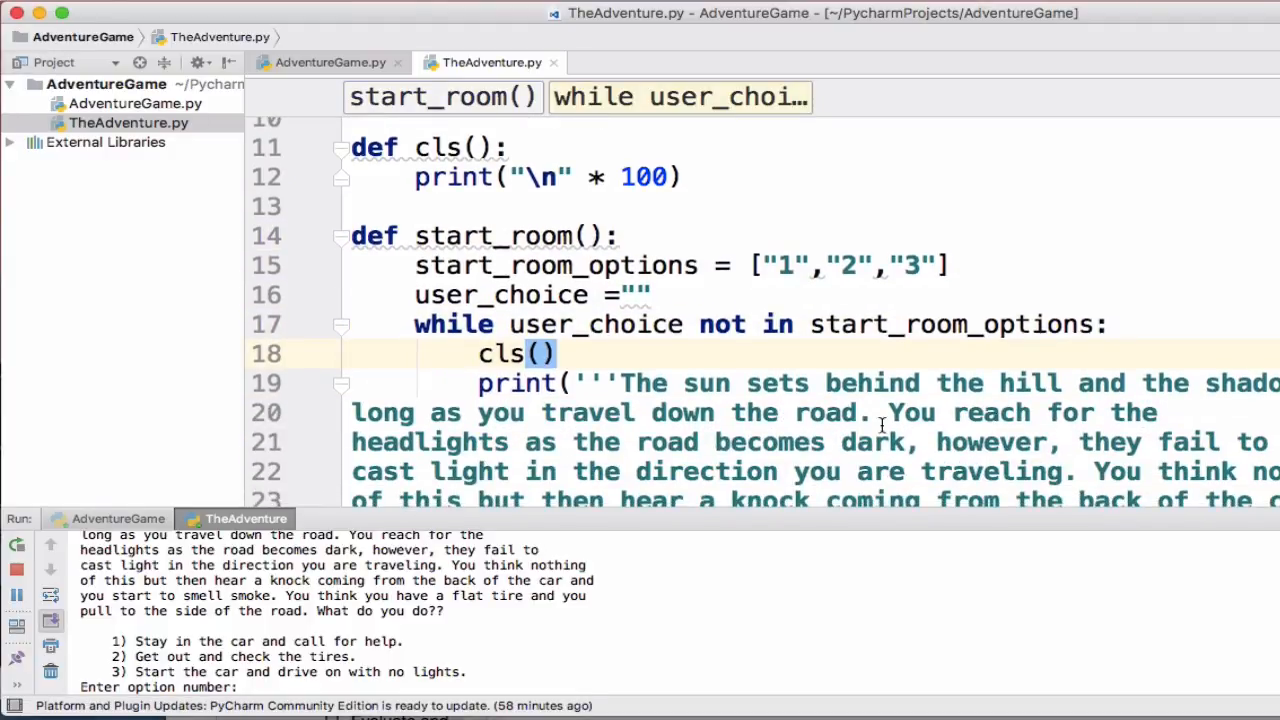 TheAdventure.py - AdventureGame - [~/PycharmProjects/AdventureGame]
AdventureGame TheAdventure.py
Project AdventureGame.py TheAdventure.py
AdventureGame ~/Pycharm
AdventureGame.py
TheAdventure.py
External Libraries
start_room() while user_choi…
10
11 def cls():
12 print("\n" * 100)
13
14 def start_room():
15 start_room_options = ["1","2","3"]
16 user_choice =""
17 while user_choice not in start_room_options:
18 cls()
19 print('''The sun sets behind the hill and the shado
20 long as you travel down the road. You reach for the
21 headlights as the road becomes dark, however, they fail to
22 cast light in the direction you are traveling. You think no
23 of this but then hear a knock coming from the back of the c
Run: AdventureGame TheAdventure
long as you travel down the road. You reach for the
headlights as the road becomes dark, however, they fail to
cast light in the direction you are traveling. You think nothing
of this but then hear a knock coming from the back of the car and
you start to smell smoke. You think you have a flat tire and you
pull to the side of the road. What do you do??
1) Stay in the car and call for help.
2) Get out and check the tires.
3) Start the car and drive on with no lights.
Enter option number:
Platform and Plugin Updates: PyCharm Community Edition is ready to update. (58 minutes ago)